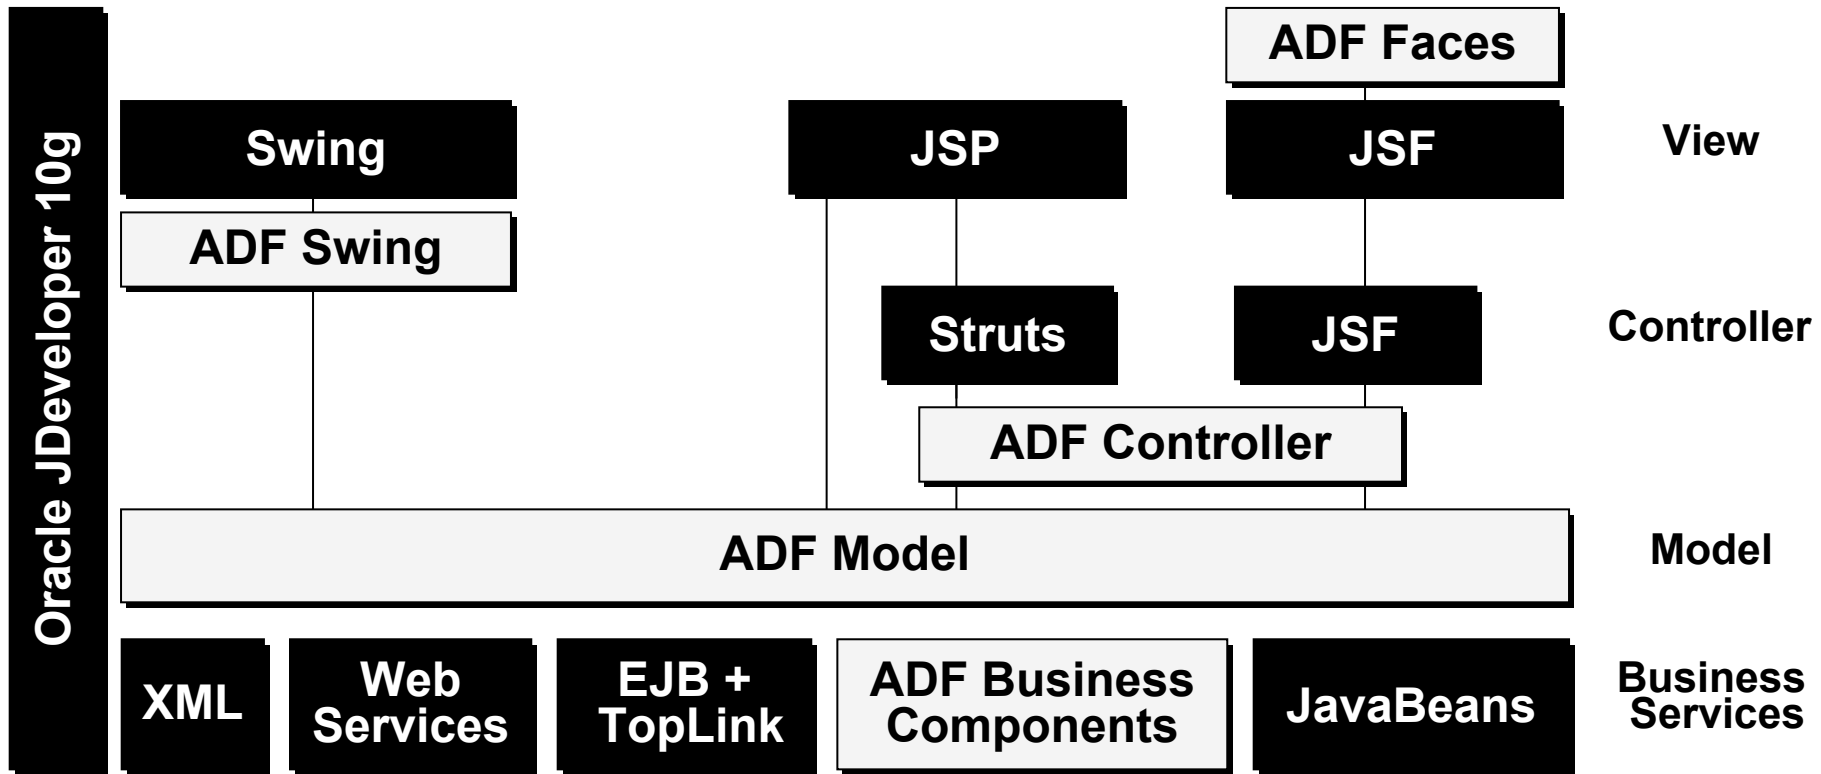 Oracle JDeveloper 10g
ADF Faces
Swing
JSP
JSF
View
ADF Swing
Struts
JSF
Controller
ADF Controller
ADF Model
Model
XML
Web
Services
EJB +
TopLink
ADF Business
Components
JavaBeans
Business
Services